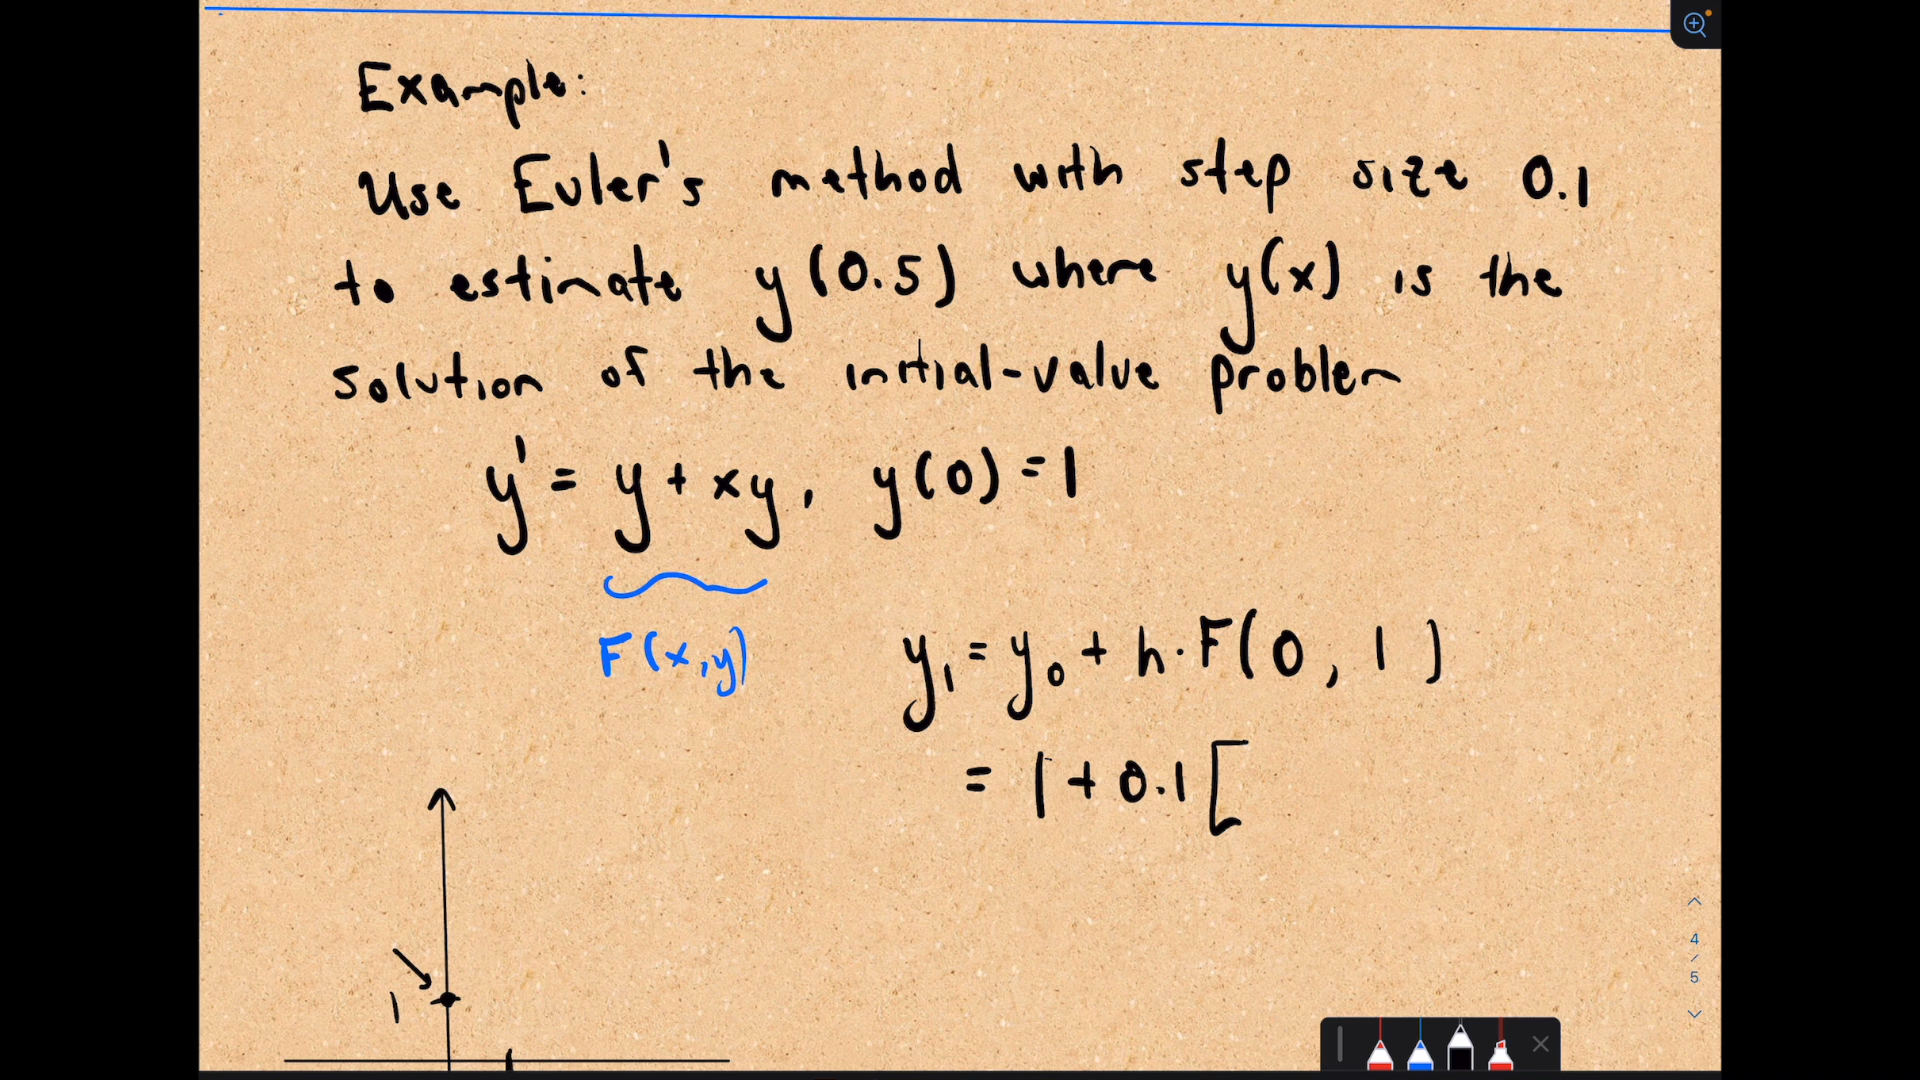 Example:
Use Euler's method with step size 0.1
to estimate y(0.5) where y(x) is the
solution of the initial-value problem
y' = y + xy, y(0) = 1
F(x,y)
y₁ = y₀ + h·F(0, 1)
= 1 + 0.1[
1
4
/
5